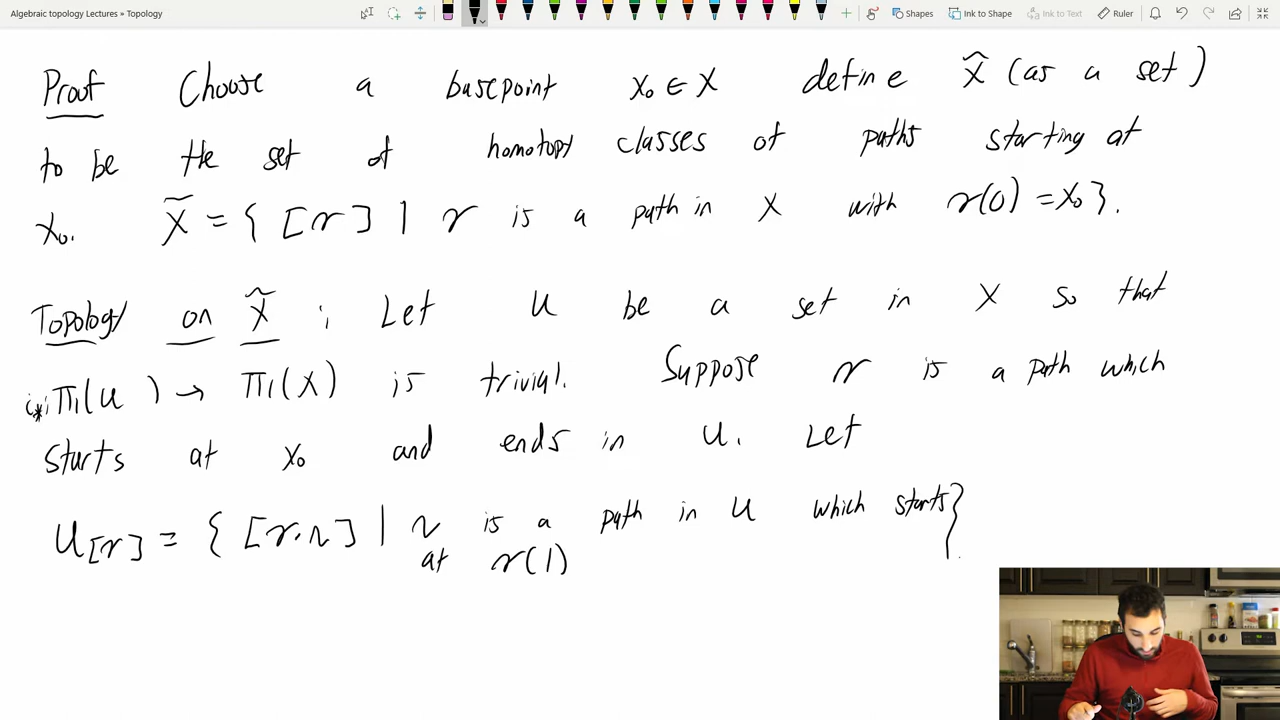 Algebraic topology Lectures » Topology
Shapes
Ink to Shape
Ink to Text
Ruler
Proof Choose a basepoint x₀ ∈ X define X̃ (as a set)
to be the set of homotopy classes of paths starting at
x₀. X̃ = { [γ] | γ is a path in X with γ(0) = x₀ }.
Topology on X̃ : Let U be a set in X so that
i_*: π₁(U) → π₁(X) is trivial. Suppose γ is a path which
starts at x₀ and ends in U. Let
U_[γ] = { [γ·η] | η is a path in U which starts
at γ(1) }.